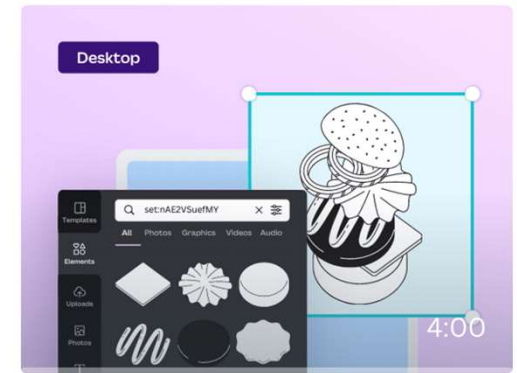 Desktop
set:nAE2VSuefMY
Templates
All Photos Graphics Videos Audio
Elements
Uploads
Photos
4:00